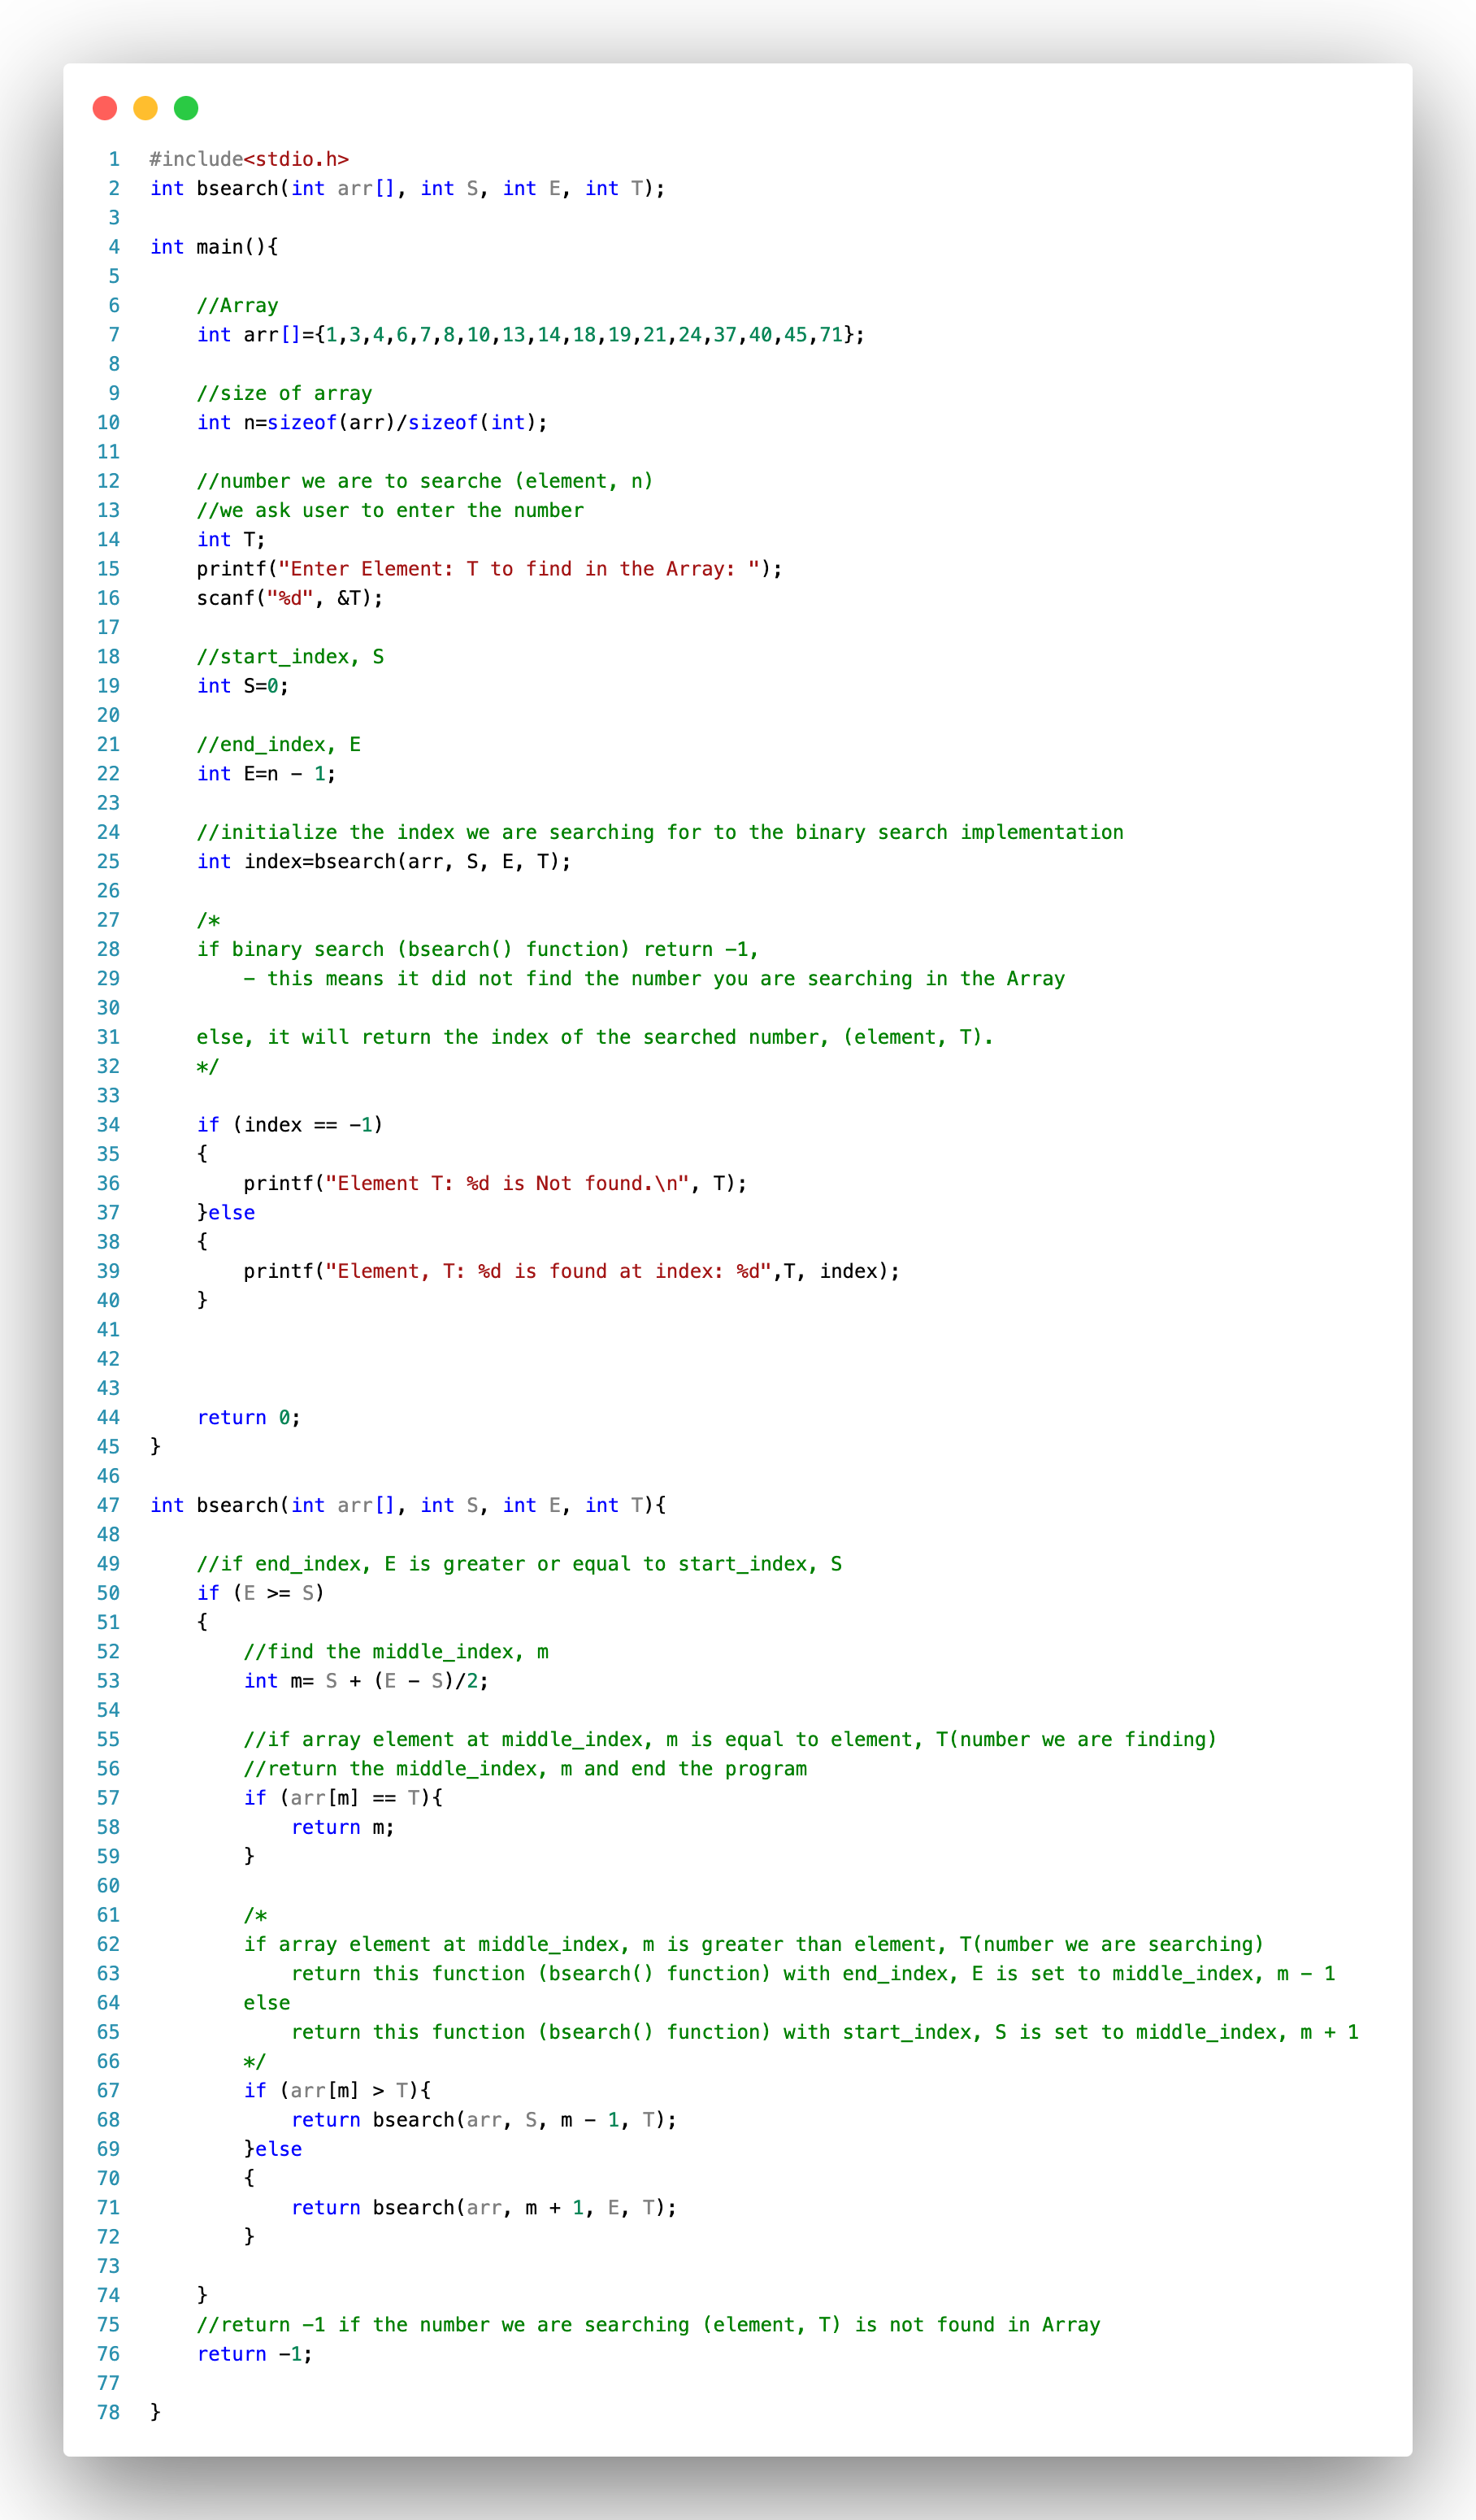 1 #include<stdio.h>
2 int bsearch(int arr[], int S, int E, int T);
3
4 int main(){
5
6     //Array
7     int arr[]={1,3,4,6,7,8,10,13,14,18,19,21,24,37,40,45,71};
8
9     //size of array
10     int n=sizeof(arr)/sizeof(int);
11
12     //number we are to searche (element, n)
13     //we ask user to enter the number
14     int T;
15     printf("Enter Element: T to find in the Array: ");
16     scanf("%d", &T);
17
18     //start_index, S
19     int S=0;
20
21     //end_index, E
22     int E=n - 1;
23
24     //initialize the index we are searching for to the binary search implementation
25     int index=bsearch(arr, S, E, T);
26
27     /*
28     if binary search (bsearch() function) return -1,
29         - this means it did not find the number you are searching in the Array
30
31     else, it will return the index of the searched number, (element, T).
32     */
33
34     if (index == -1)
35     {
36         printf("Element T: %d is Not found.\n", T);
37     }else
38     {
39         printf("Element, T: %d is found at index: %d",T, index);
40     }
41
42
43
44     return 0;
45 }
46
47 int bsearch(int arr[], int S, int E, int T){
48
49     //if end_index, E is greater or equal to start_index, S
50     if (E >= S)
51     {
52         //find the middle_index, m
53         int m= S + (E - S)/2;
54
55         //if array element at middle_index, m is equal to element, T(number we are finding)
56         //return the middle_index, m and end the program
57         if (arr[m] == T){
58             return m;
59         }
60
61         /*
62         if array element at middle_index, m is greater than element, T(number we are searching)
63             return this function (bsearch() function) with end_index, E is set to middle_index, m - 1
64         else
65             return this function (bsearch() function) with start_index, S is set to middle_index, m + 1
66         */
67         if (arr[m] > T){
68             return bsearch(arr, S, m - 1, T);
69         }else
70         {
71             return bsearch(arr, m + 1, E, T);
72         }
73
74     }
75     //return -1 if the number we are searching (element, T) is not found in Array
76     return -1;
77
78 }